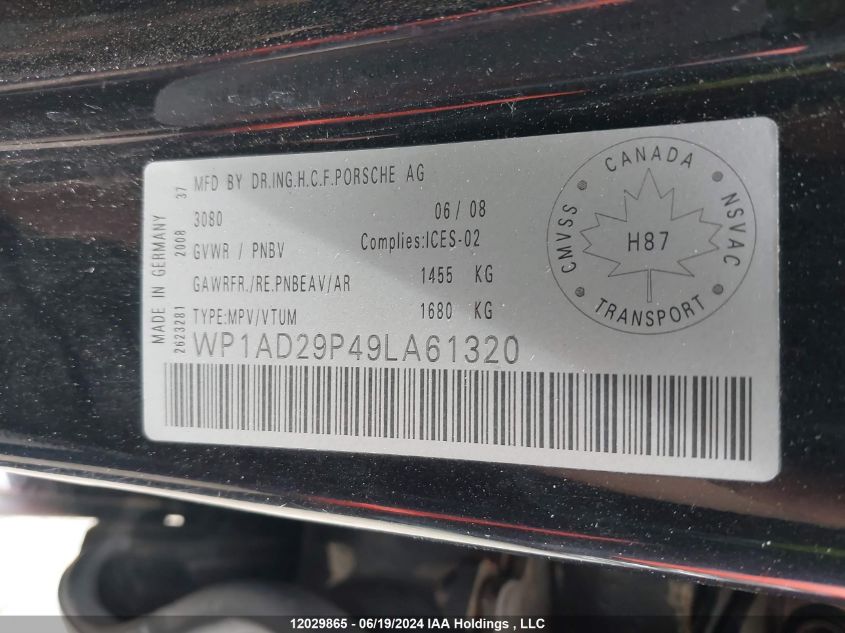 MFD BY DR.ING.H.C.F.PORSCHE AG
3080 06 / 08
GVWR / PNBV Complies:ICES-02
GAWRFR./RE.PNBEAV/AR 1455 KG
TYPE:MPV/VTUM 1680 KG
WP1AD29P49LA61320
MADE IN GERMANY
2623281 2008 37
CANADA
CMVSS
NSVAC
H87
TRANSPORT
12029865 - 06/19/2024 IAA Holdings , LLC